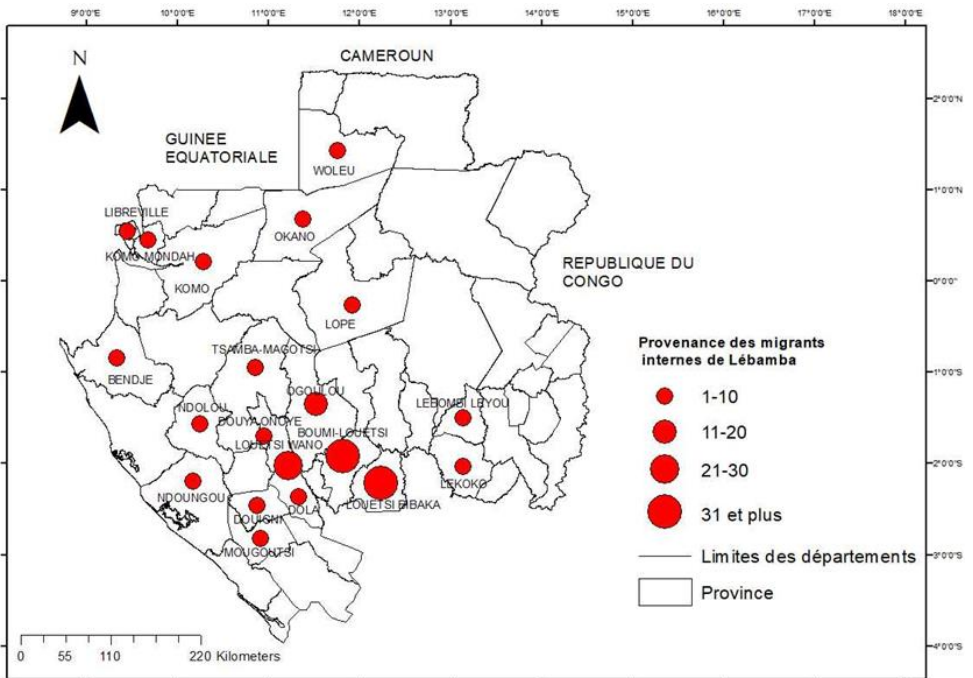 9°0'0"E 10°0'0"E 11°0'0"E 12°0'0"E 13°0'0"E 14°0'0"E 15°0'0"E 16°0'0"E 17°0'0"E 18°0'0"E
N
CAMEROUN
2°0'0"N
GUINEE
EQUATORIALE
WOLEU
1°0'0"N
LIBREVILLE
OKANO
KOMO-MONDAH
REPUBLIQUE DU
CONGO
KOMO
0°0'0"
LOPE
Provenance des migrants
internes de Lébamba
TSAMBA-MAGOTSI
BENDJE
1°0'0"S
OGOULOU
1-10
NDOLOU
LEBOMBI LEYOU
DOUYA-ONOYE
BOUMI-LOUETSI
11-20
LOUETSI WANO
2°0'0"S
21-30
LEKOKO
NDOUNGOU
LOUETSI BIBAKA
DOLA
DOUIGNI
31 et plus
MOUGOUTSI
3°0'0"S
Limites des départements
Province
4°0'0"S
0 55 110 220 Kilometers